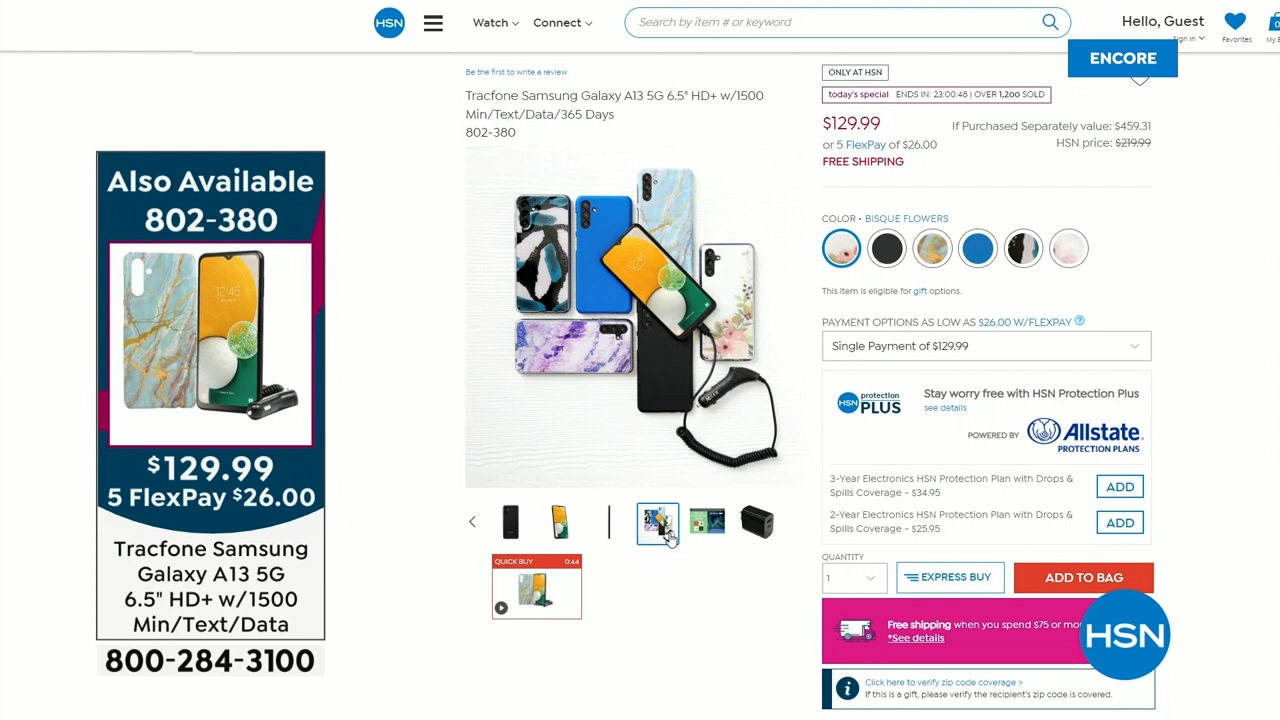 HSN
Watch
Connect
Search by item # or keyword
Hello, Guest
Sign In
Favorites
ENCORE
Also Available
802-380
12:45
$129.99
5 FlexPay $26.00
Tracfone Samsung
Galaxy A13 5G
6.5" HD+ w/1500
Min/Text/Data
800-284-3100
Be the first to write a review
Tracfone Samsung Galaxy A13 5G 6.5" HD+ w/1500
Min/Text/Data/365 Days
802-380
12:45
QUICK BUY 0:44
ONLY AT HSN
today's special ENDS IN: 23:00:48 | OVER 1,200 SOLD
$129.99
If Purchased Separately value: $459.31
or 5 FlexPay of $26.00
HSN price: $219.99
FREE SHIPPING
COLOR • BISQUE FLOWERS
This item is eligible for gift options.
PAYMENT OPTIONS AS LOW AS $26.00 W/FLEXPAY ?
Single Payment of $129.99
HSN protection PLUS
Stay worry free with HSN Protection Plus
see details
POWERED BY Allstate.
PROTECTION PLANS
3-Year Electronics HSN Protection Plan with Drops &
Spills Coverage - $34.95
ADD
2-Year Electronics HSN Protection Plan with Drops &
Spills Coverage - $25.95
ADD
QUANTITY
1
EXPRESS BUY
ADD TO BAG
Free shipping when you spend $75 or
*See details
HSN
Click here to verify zip code coverage >
If this is a gift, please verify the recipient's zip code is covered.